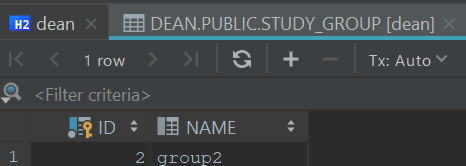 H2 dean DEAN.PUBLIC.STUDY_GROUP [dean]
1 row Tx: Auto
<Filter criteria>
ID NAME
1 2 group2